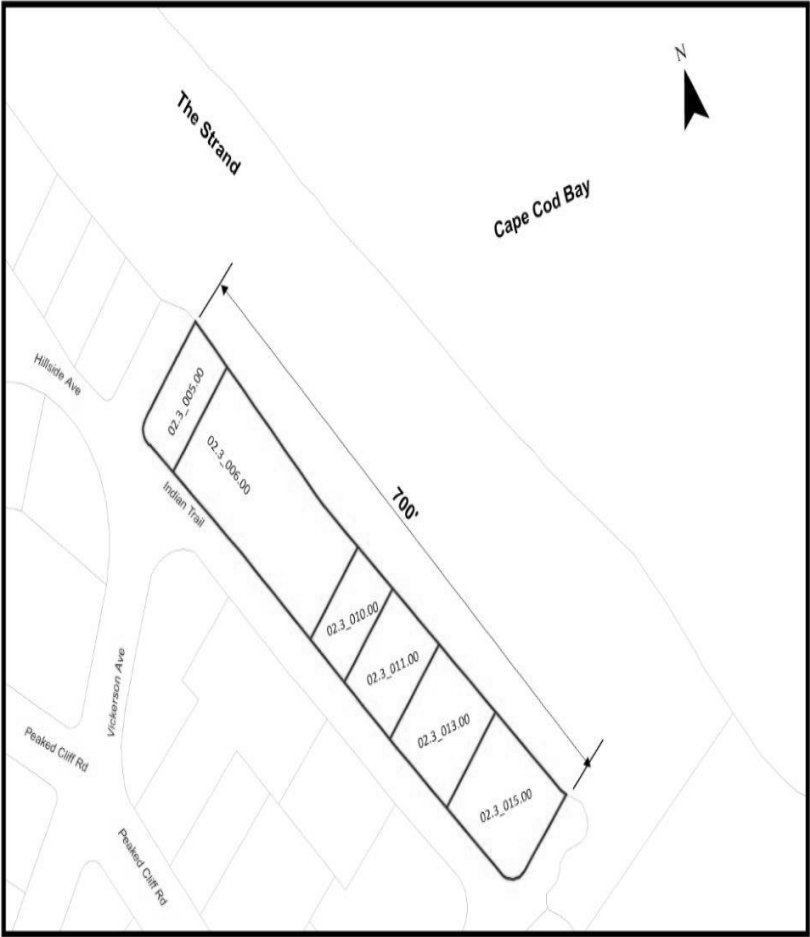 N
The Strand
Cape Cod Bay
Hillside Ave
02.3_005.00
02.3_006.00
Indian Trail
700'
02.3_010.00
02.3_011.00
02.3_013.00
02.3_015.00
Vickerson Ave
Peaked Cliff Rd
Peaked Cliff Rd